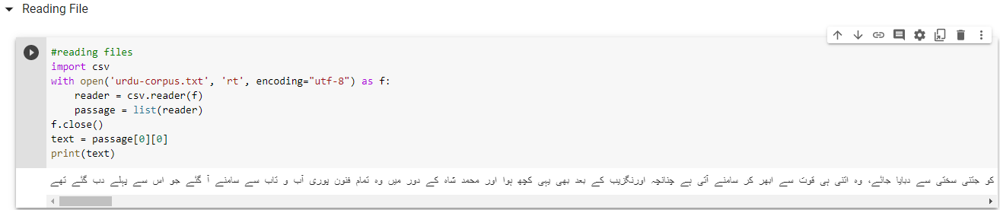 Reading File
#reading files
import csv
with open('urdu-corpus.txt', 'rt', encoding="utf-8") as f:
    reader = csv.reader(f)
    passage = list(reader)
f.close()
text = passage[0][0]
print(text)
کو جتنی سختی سے دبایا جائے، وہ اتنی ہی قوت سے ابھر کر سامنے آتی ہے چنانچہ اورنگزیب کے بعد بھی یہی کچھ ہوا اور محمد شاہ کے دور میں وہ تمام فنون پوری آب و تاب سے سامنے آ گئے جو اس سے پہلے دب گئے تھے